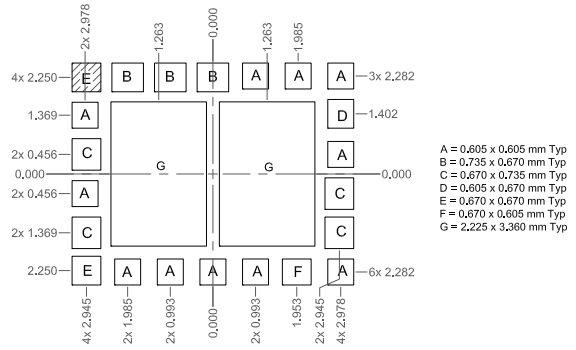 2x 2.978
1.263
0.000
1.263
1.985
4x 2.250
E
B
B
B
A
A
A
3x 2.282
1.369
A
D
1.402
2x 0.456
C
G
G
A
0.000
0.000
2x 0.456
A
C
2x 1.369
C
C
2.250
E
A
A
A
A
F
A
6x 2.282
4x 2.945
2x 1.985
2x 0.993
0.000
2x 0.993
1.953
2x 2.945
4x 2.978
A = 0.605 x 0.605 mm Typ
B = 0.735 x 0.670 mm Typ
C = 0.670 x 0.735 mm Typ
D = 0.605 x 0.670 mm Typ
E = 0.670 x 0.670 mm Typ
F = 0.670 x 0.605 mm Typ
G = 2.225 x 3.360 mm Typ